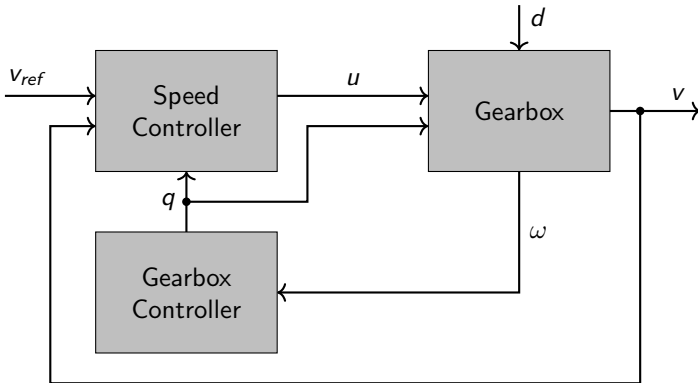 d
v_ref
Speed
Controller
u
Gearbox
v
q
ω
Gearbox
Controller